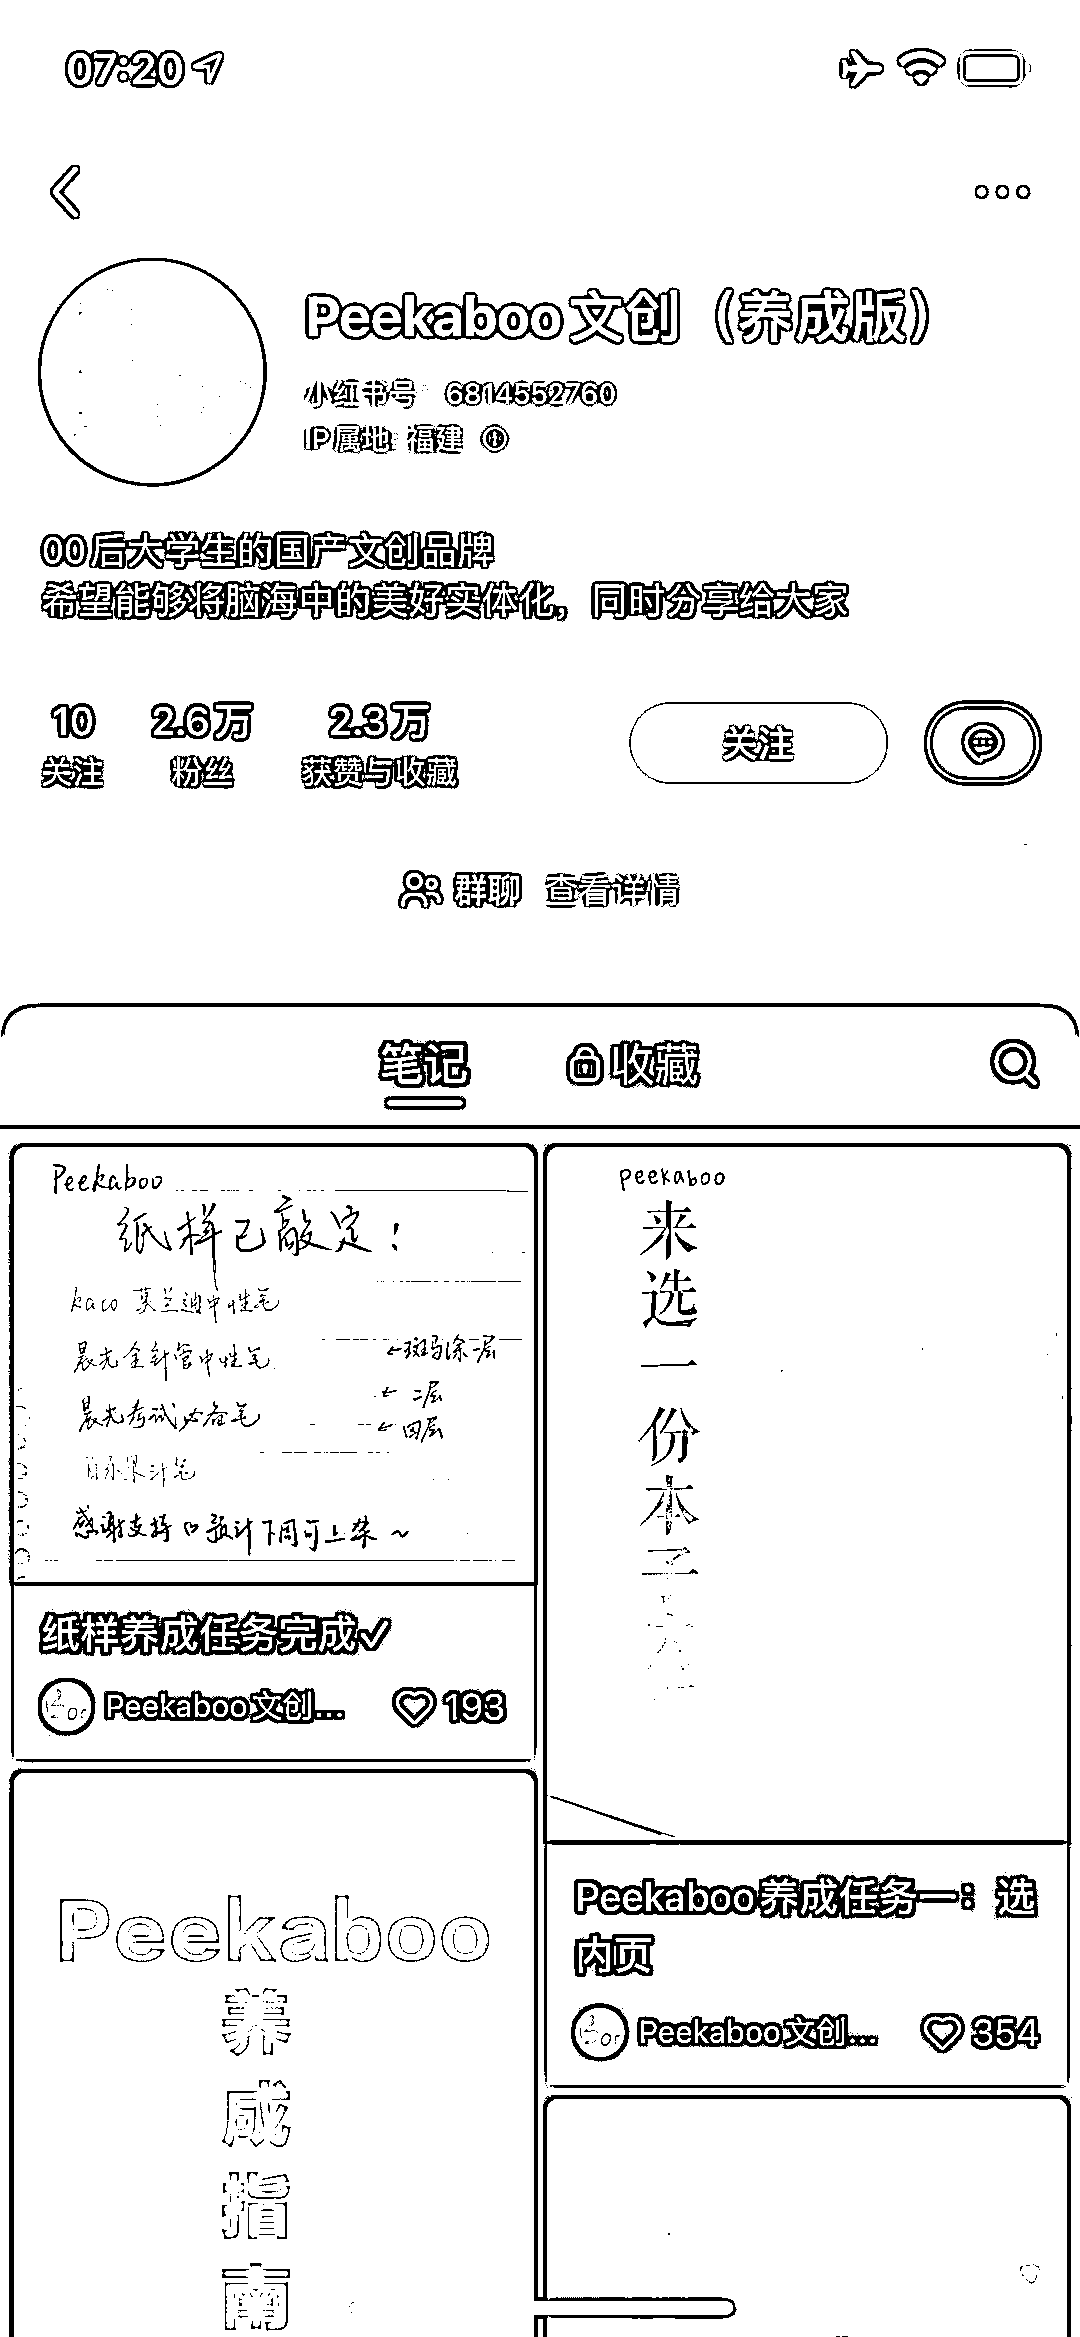 07:20
Peekaboo文创（养成版）
小红书号 6814552760
IP属地: 福建
00后大学生的国产文创品牌
希望能够将脑海中的美好实体化，同时分享给大家
10 2.6万 2.3万
关注 粉丝 获赞与收藏
关注
群聊 查看详情
笔记 收藏
Peekaboo
纸样已敲定！
kaco 莫兰迪中性笔
晨光全针管中性笔
←斑马涂一层
晨光考试必备笔
← 二层
← 四层
感谢支持 预计下周可上架 ~
纸样养成任务完成✓
Peekaboo文创... 193
peekaboo
来
选
一
份
本
子
Peekaboo养成任务一：选
内页
Peekaboo文创... 354
Peekaboo
养
成
指
南